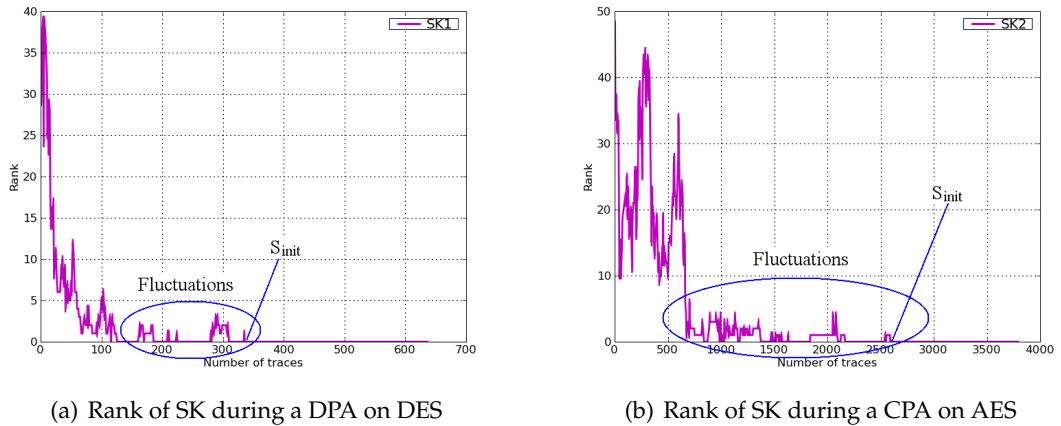 40
35
30
25
20
15
10
5
0
Rank
SK1
Fluctuations
S_init
0 100 200 300 400 500 600 700
Number of traces
(a) Rank of SK during a DPA on DES
50
40
30
20
10
0
Rank
SK2
S_init
Fluctuations
0 500 1000 1500 2000 2500 3000 3500 4000
Number of traces
(b) Rank of SK during a CPA on AES